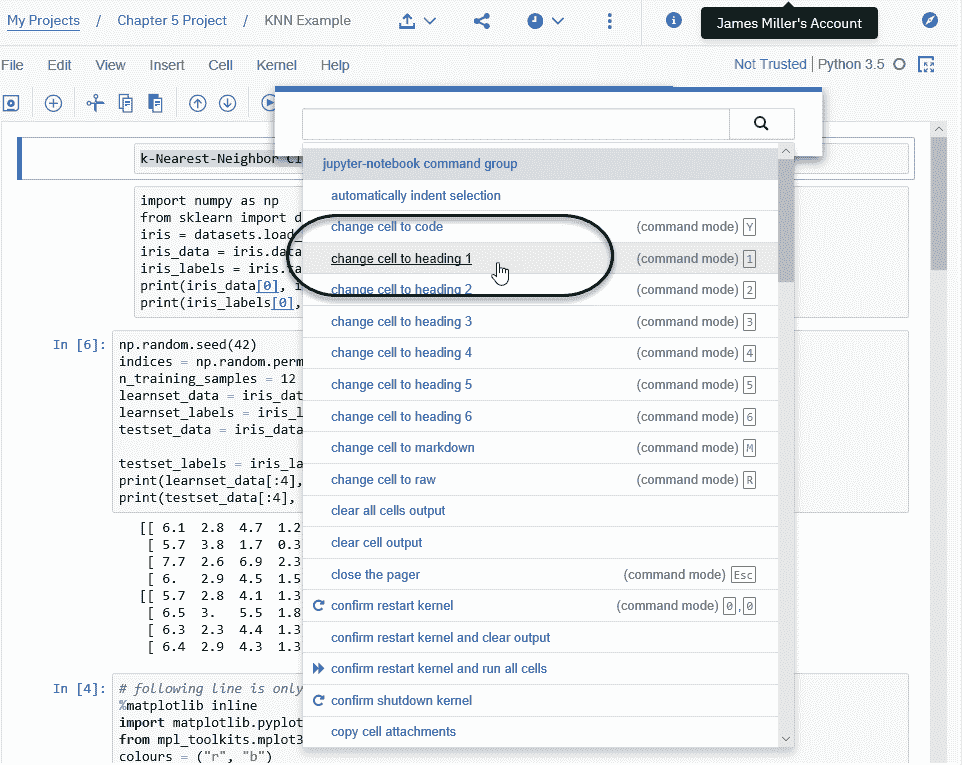 My Projects / Chapter 5 Project / KNN Example
James Miller's Account
File Edit View Insert Cell Kernel Help
Not Trusted | Python 3.5
k-Nearest-Neighbor
jupyter-notebook command group
automatically indent selection
change cell to code (command mode) Y
change cell to heading 1 (command mode) 1
change cell to heading 2 (command mode) 2
change cell to heading 3 (command mode) 3
change cell to heading 4 (command mode) 4
change cell to heading 5 (command mode) 5
change cell to heading 6 (command mode) 6
change cell to markdown (command mode) M
change cell to raw (command mode) R
clear all cells output
clear cell output
close the pager (command mode) Esc
confirm restart kernel (command mode) 0,0
confirm restart kernel and clear output
confirm restart kernel and run all cells
confirm shutdown kernel
copy cell attachments
import numpy as np
from sklearn import d
iris = datasets.load_
iris_data = iris.data
iris_labels = iris.ta
print(iris_data[0], i
print(iris_labels[0],
In [6]:
np.random.seed(42)
indices = np.random.perm
n_training_samples = 12
learnset_data = iris_dat
learnset_labels = iris_l
testset_data = iris_data
testset_labels = iris_la
print(learnset_data[:4],
print(testset_data[:4],
[[ 6.1 2.8 4.7 1.2
[ 5.7 3.8 1.7 0.3
[ 7.7 2.6 6.9 2.3
[ 6. 2.9 4.5 1.5
[[ 5.7 2.8 4.1 1.3
[ 6.5 3. 5.5 1.8
[ 6.3 2.3 4.4 1.3
[ 6.4 2.9 4.3 1.3
In [4]:
# following line is only
%matplotlib inline
import matplotlib.pyplot
from mpl_toolkits.mplot3
colours = ("r", "b")